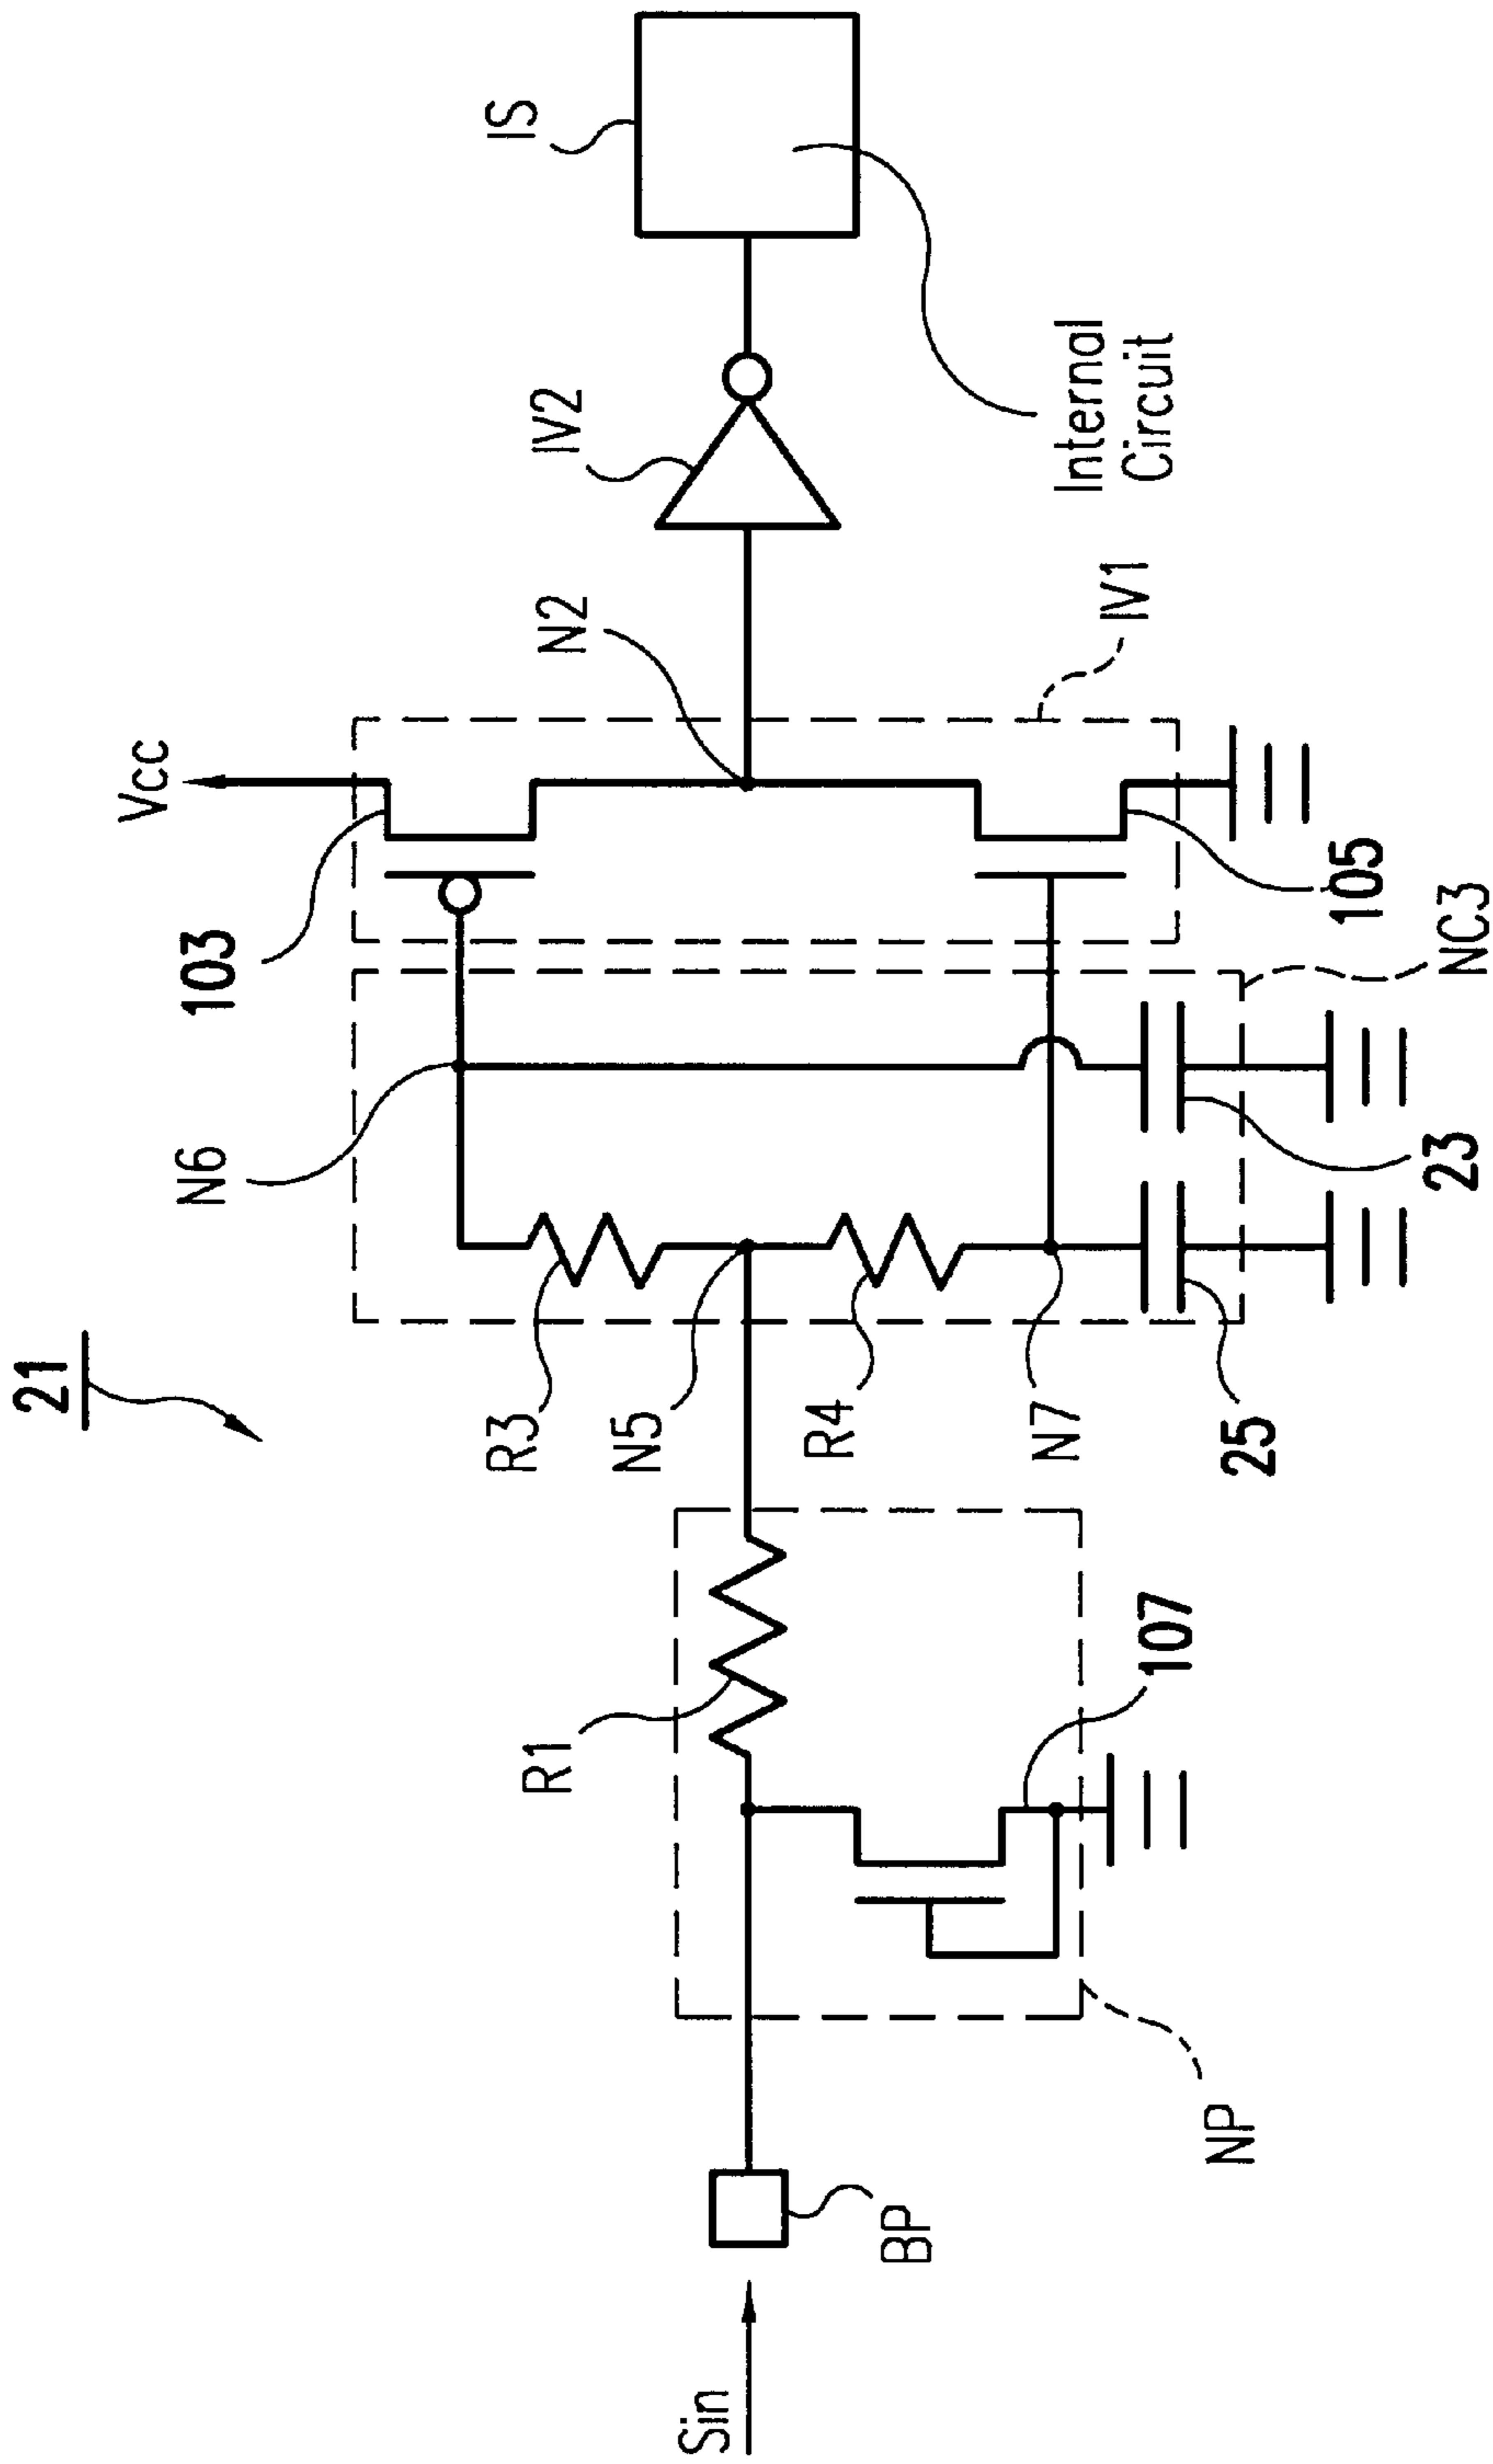 21
Vcc
103
N6
N2
IV2
IS
R3
N5
R4
N7
25
23
NC3
105
IV1
Internal
Circuit
R1
107
NP
BP
Sin